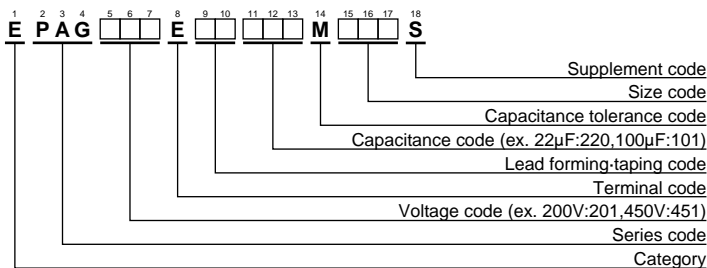 1 2 3 4 5 6 7 8 9 10 11 12 13 14 15 16 17 18
E PAG E M S
Supplement code
Size code
Capacitance tolerance code
Capacitance code (ex. 22μF:220,100μF:101)
Lead forming·taping code
Terminal code
Voltage code (ex. 200V:201,450V:451)
Series code
Category